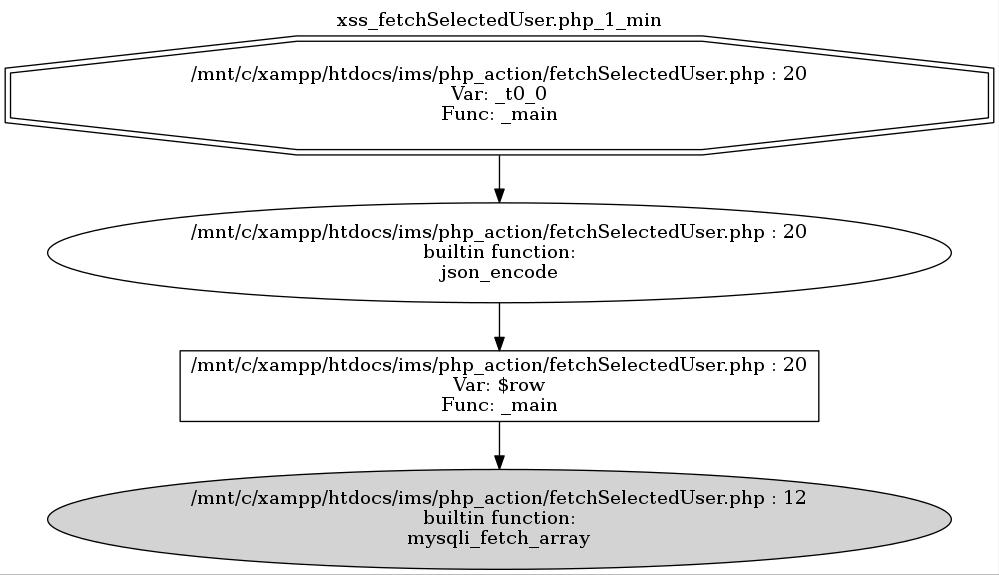 xss_fetchSelectedUser.php_1_min
/mnt/c/xampp/htdocs/ims/php_action/fetchSelectedUser.php : 20
Var: _t0_0
Func: _main
/mnt/c/xampp/htdocs/ims/php_action/fetchSelectedUser.php : 20
builtin function:
json_encode
/mnt/c/xampp/htdocs/ims/php_action/fetchSelectedUser.php : 20
Var: $row
Func: _main
/mnt/c/xampp/htdocs/ims/php_action/fetchSelectedUser.php : 12
builtin function:
mysqli_fetch_array